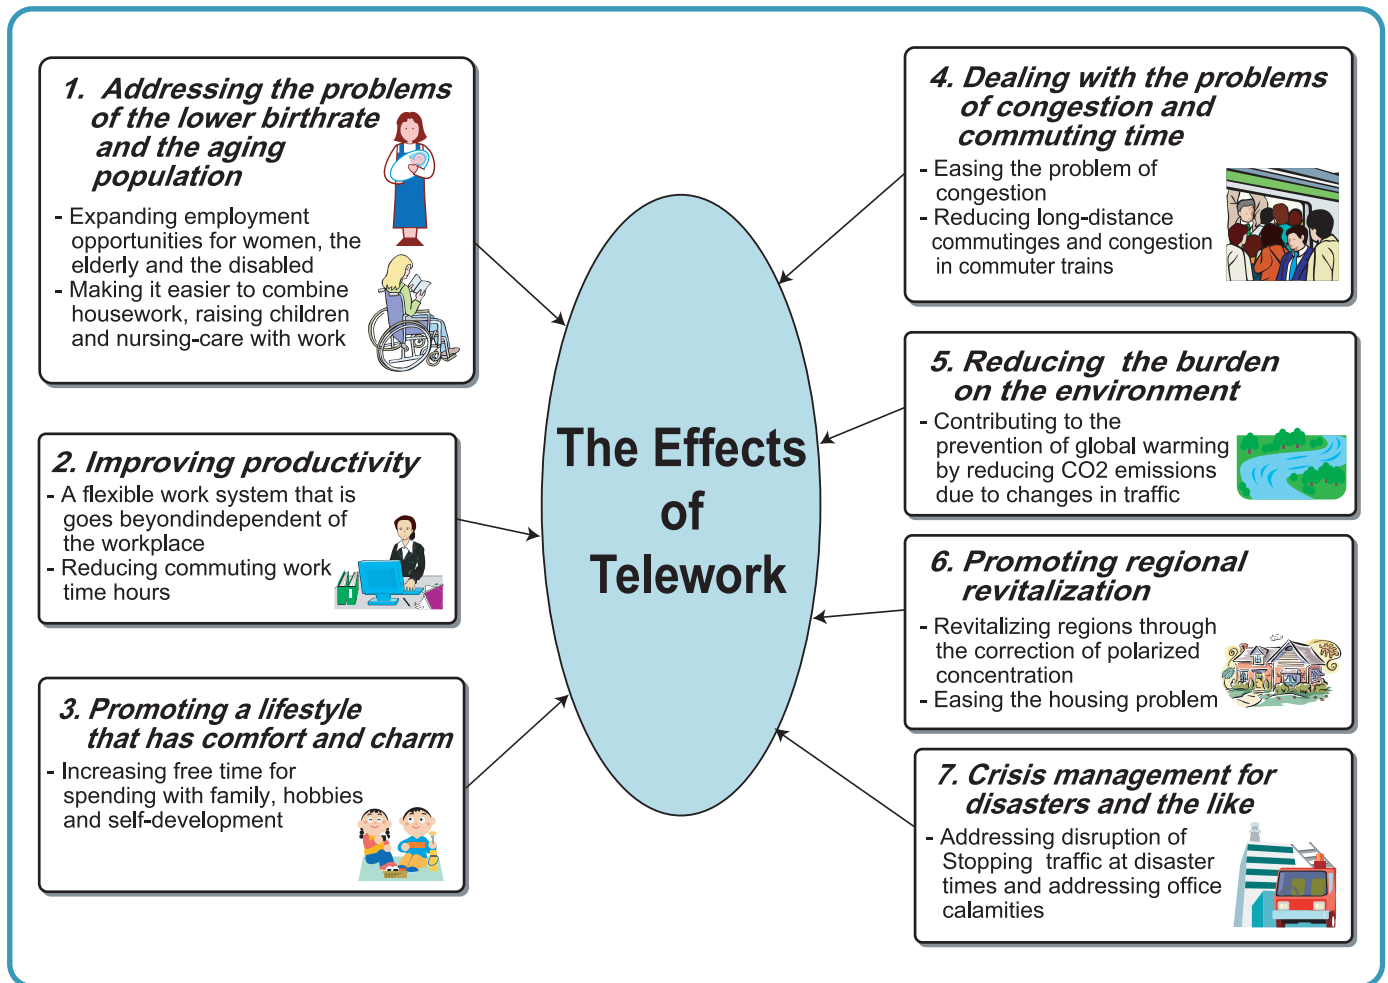 1. Addressing the problems
of the lower birthrate
and the aging
population
- Expanding employment
opportunities for women, the
elderly and the disabled
- Making it easier to combine
housework, raising children
and nursing-care with work
2. Improving productivity
- A flexible work system that is
goes beyondindependent of
the workplace
- Reducing commuting work
time hours
3. Promoting a lifestyle
that has comfort and charm
- Increasing free time for
spending with family, hobbies
and self-development
The Effects
of
Telework
4. Dealing with the problems
of congestion and
commuting time
- Easing the problem of
congestion
- Reducing long-distance
commutinges and congestion
in commuter trains
5. Reducing the burden
on the environment
- Contributing to the
prevention of global warming
by reducing CO2 emissions
due to changes in traffic
6. Promoting regional
revitalization
- Revitalizing regions through
the correction of polarized
concentration
- Easing the housing problem
7. Crisis management for
disasters and the like
- Addressing disruption of
Stopping traffic at disaster
times and addressing office
calamities